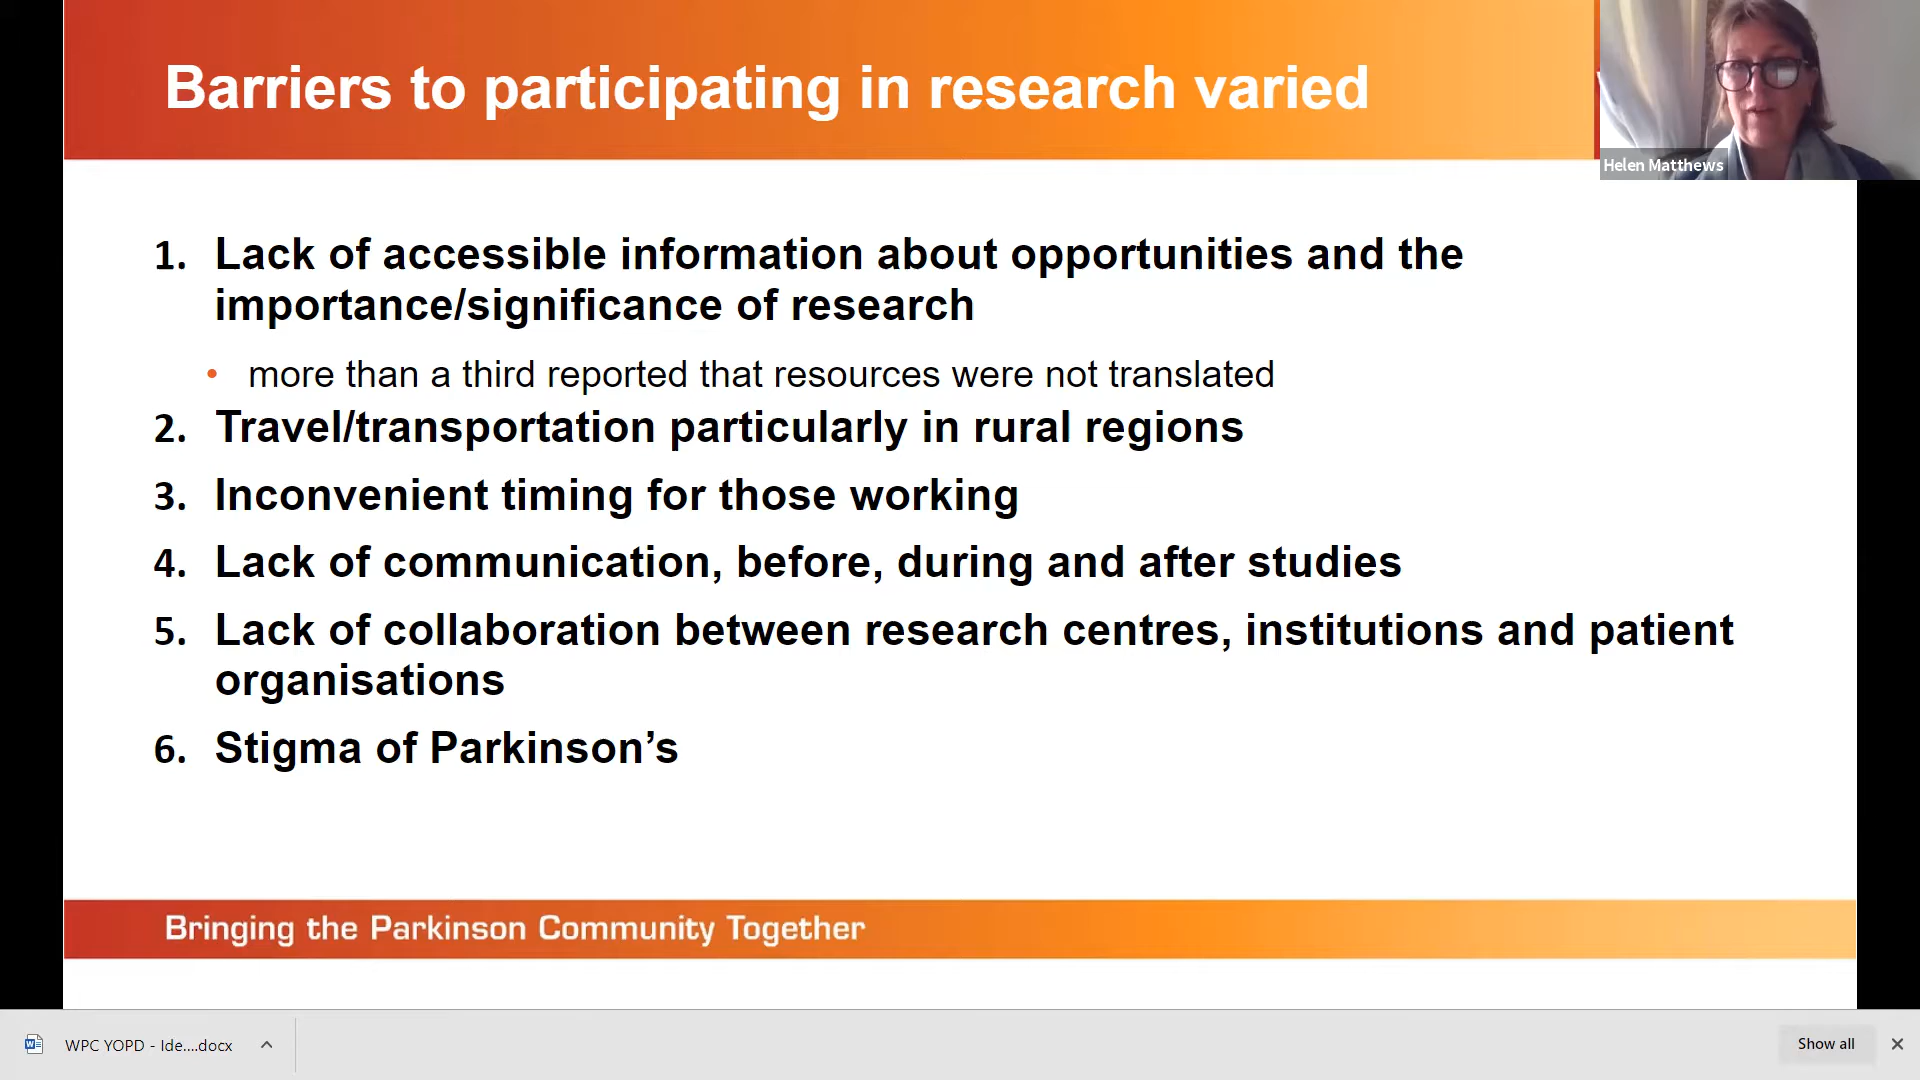 Barriers to participating in research varied
Helen Matthews
1. Lack of accessible information about opportunities and the
importance/significance of research
• more than a third reported that resources were not translated
2. Travel/transportation particularly in rural regions
3. Inconvenient timing for those working
4. Lack of communication, before, during and after studies
5. Lack of collaboration between research centres, institutions and patient
organisations
6. Stigma of Parkinson’s
Bringing the Parkinson Community Together
WPC YOPD - Ide....docx
Show all